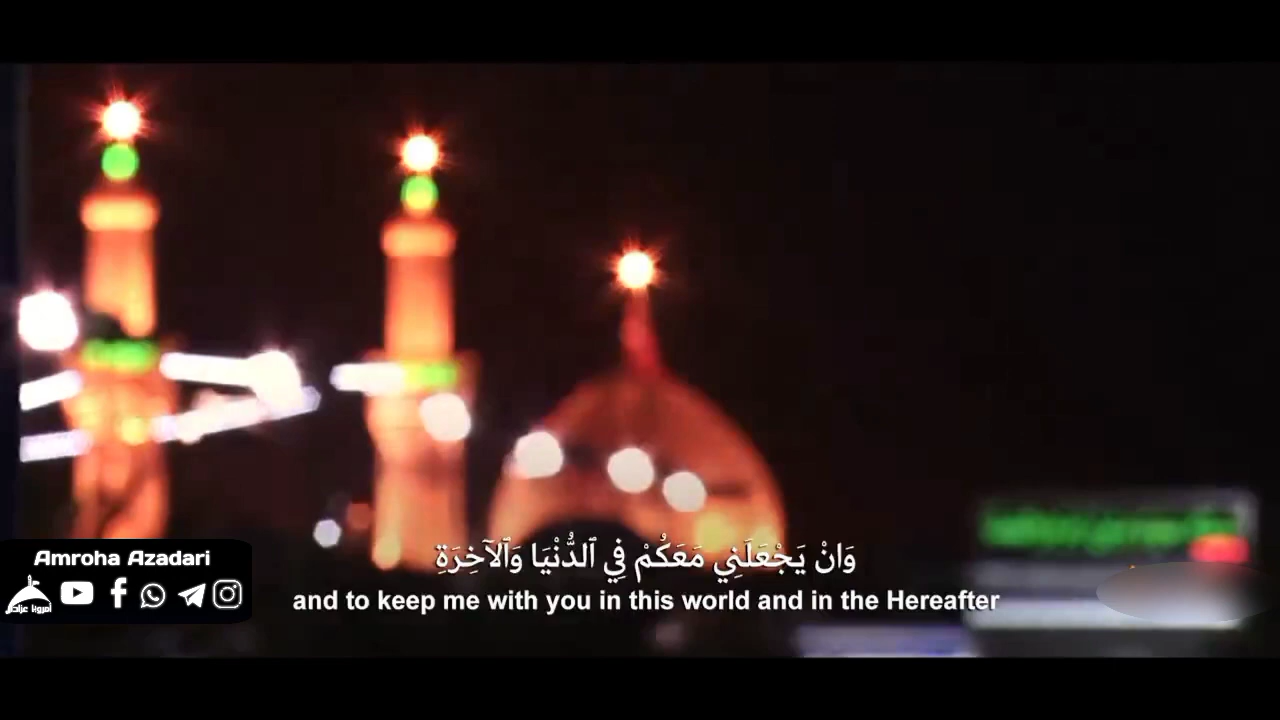 Amroha Azadari
وَانْ يَجْعَلَنِي مَعَكُمْ فِي ٱلدُّنْيَا وَٱلآخِرَةِ
and to keep me with you in this world and in the Hereafter